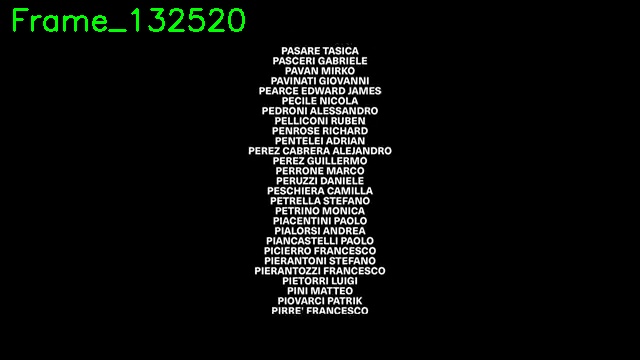 Frame_132520
PASARE TASICA
PASCERI GABRIELE
PAVAN MIRKO
PAVINATI GIOVANNI
PEARCE EDWARD JAMES
PECILE NICOLA
PEDRONI ALESSANDRO
PELLICONI RUBEN
PENROSE RICHARD
PENTELEI ADRIAN
PEREZ CABRERA ALEJANDRO
PEREZ GUILLERMO
PERRONE MARCO
PERUZZI DANIELE
PESCHIERA CAMILLA
PETRELLA STEFANO
PETRINO MONICA
PIACENTINI PAOLO
PIALORSI ANDREA
PIANCASTELLI PAOLO
PICIERRO FRANCESCO
PIERANTONI STEFANO
PIERANTOZZI FRANCESCO
PIETORRI LUIGI
PINI MATTEO
PIOVARCI PATRIK
PIRRE' FRANCESCO